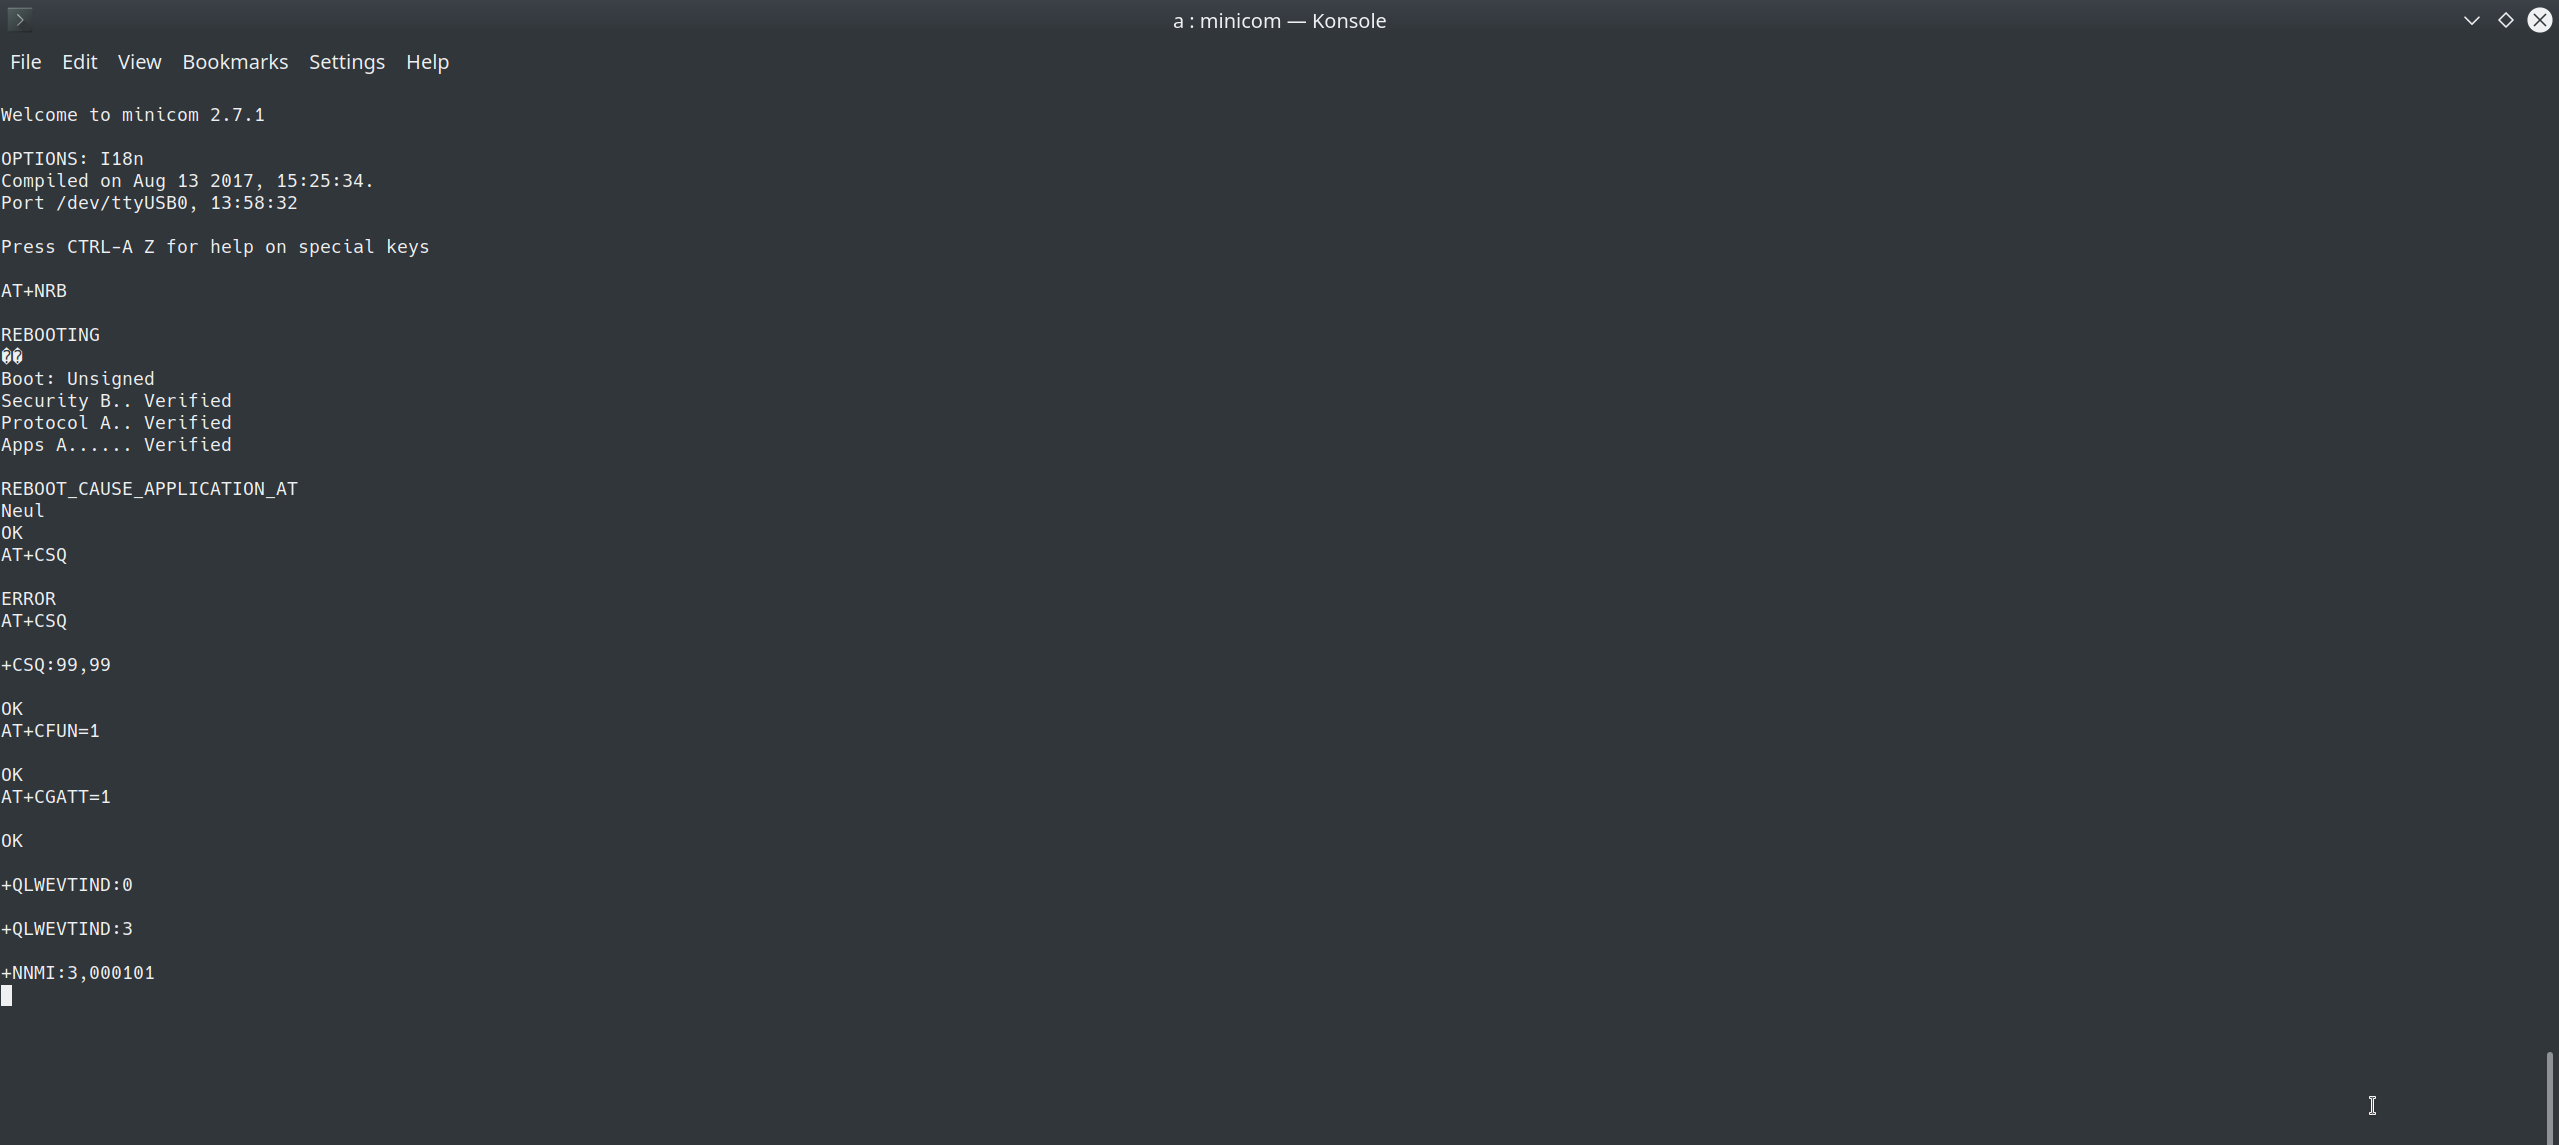 a : minicom — Konsole
File Edit View Bookmarks Settings Help
Welcome to minicom 2.7.1
OPTIONS: I18n
Compiled on Aug 13 2017, 15:25:34.
Port /dev/ttyUSB0, 13:58:32
Press CTRL-A Z for help on special keys
AT+NRB
REBOOTING
��
Boot: Unsigned
Security B.. Verified
Protocol A.. Verified
Apps A...... Verified
REBOOT_CAUSE_APPLICATION_AT
Neul
OK
AT+CSQ
ERROR
AT+CSQ
+CSQ:99,99
OK
AT+CFUN=1
OK
AT+CGATT=1
OK
+QLWEVTIND:0
+QLWEVTIND:3
+NNMI:3,000101